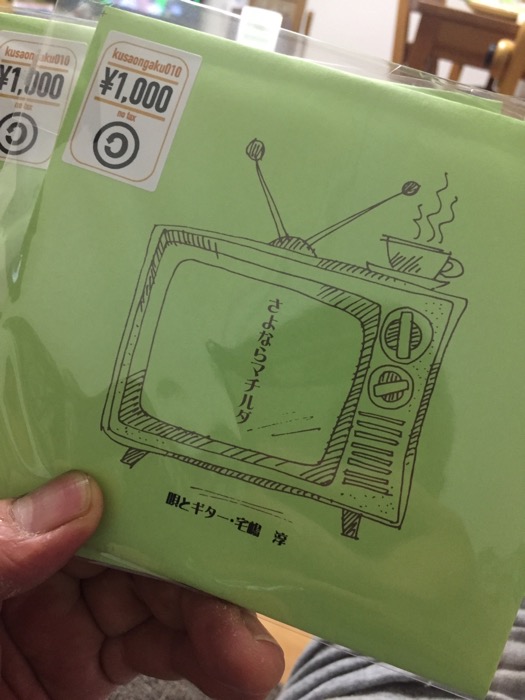 kusaongaku010
¥1,000
no tax
kusaongaku010
¥1,000
no tax
さよならマチルダ
唄とギター・宅嶋 淳